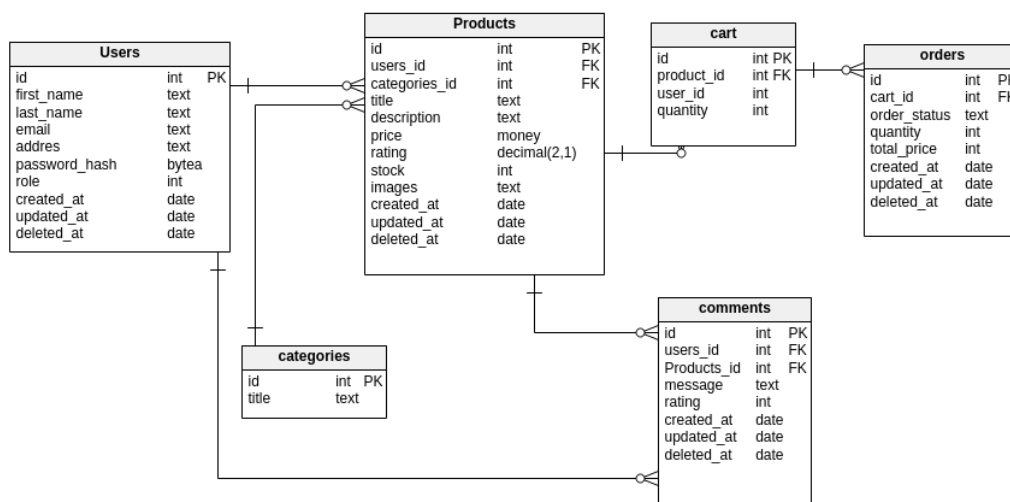 Users
id int PK
first_name text
last_name text
email text
addres text
password_hash bytea
role int
created_at date
updated_at date
deleted_at date
Products
id int PK
users_id int FK
categories_id int FK
title text
description text
price money
rating decimal(2,1)
stock int
images text
created_at date
updated_at date
deleted_at date
cart
id int PK
product_id int FK
user_id int
quantity int
orders
id int PK
cart_id int FK
order_status text
quantity int
total_price int
created_at date
updated_at date
deleted_at date
categories
id int PK
title text
comments
id int PK
users_id int FK
Products_id int FK
message text
rating int
created_at date
updated_at date
deleted_at date